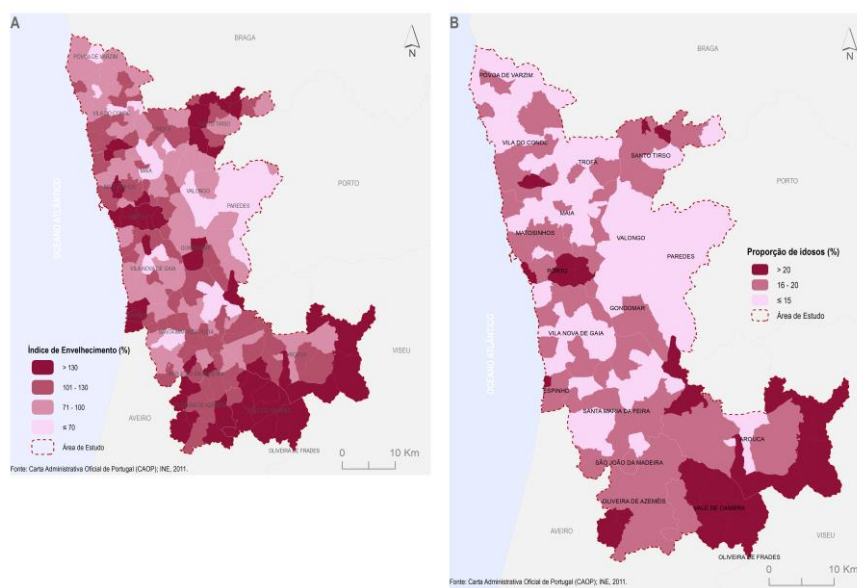 A
BRAGA
N
PÓVOA DE VARZIM
VILA DO CONDE
MAIA
VALONGO
PORTO
PAREDES
OCEANO ATLÂNTICO
VILA NOVA DE GAIA
VISEU
Índice de Envelhecimento (%)
> 130
101 - 130
71 - 100
≤ 70
Área de Estudo
AVEIRO
OLIVEIRA DE FRADES
0 10 Km
Fonte: Carta Administrativa Oficial de Portugal (CAOP); INE, 2011.
B
BRAGA
N
PÓVOA DE VARZIM
VILA DO CONDE
TROFA
SANTO TIRSO
PORTO
MAIA
MATOSINHOS
VALONGO
PAREDES
PORTO
OCEANO ATLÂNTICO
GONDOMAR
VILA NOVA DE GAIA
Proporção de idosos (%)
> 20
16 - 20
≤ 15
Área de Estudo
ESPINHO
SANTA MARIA DA FEIRA
AROUCA
SÃO JOÃO DA MADEIRA
OLIVEIRA DE AZEMÉIS
VALE DE CAMBRA
AVEIRO
VISEU
OLIVEIRA DE FRADES
0 10 Km
Fonte: Carta Administrativa Oficial de Portugal (CAOP); INE, 2011.